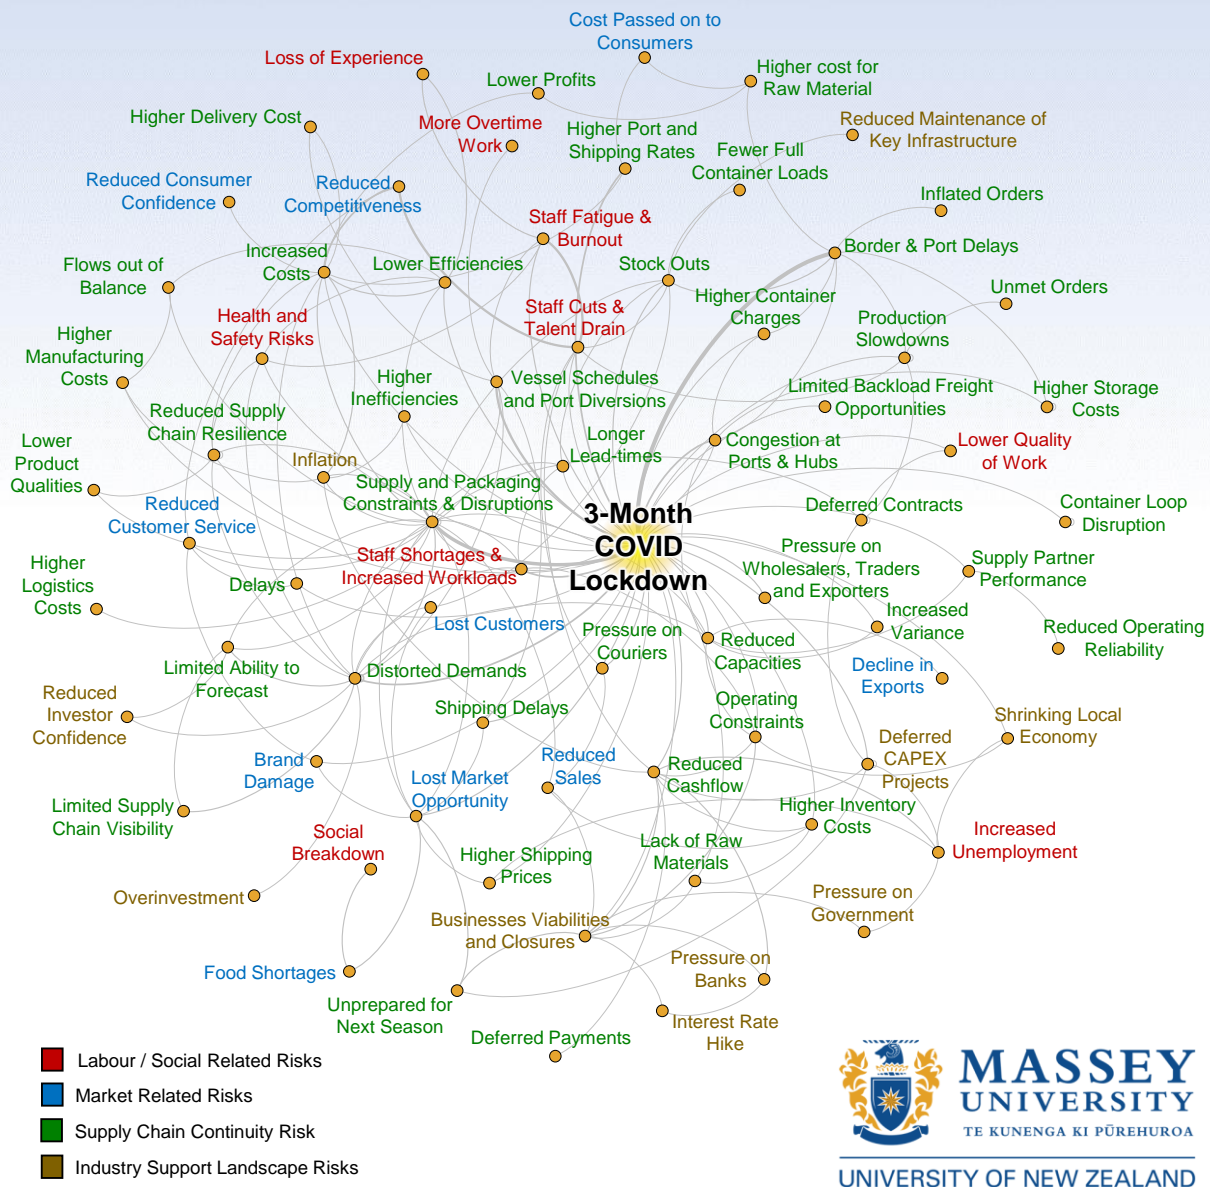 Cost Passed on to
Consumers
Loss of Experience
Lower Profits
Higher cost for
Raw Material
Higher Delivery Cost
More Overtime
Work
Higher Port and
Shipping Rates
Reduced Maintenance of
Key Infrastructure
Fewer Full
Container Loads
Reduced Consumer
Confidence
Reduced
Competitiveness
Inflated Orders
Staff Fatigue &
Burnout
Border & Port Delays
Increased
Costs
Lower Efficiencies
Stock Outs
Flows out of
Balance
Unmet Orders
Higher Container
Charges
Health and
Safety Risks
Staff Cuts &
Talent Drain
Production
Slowdowns
Higher
Manufacturing
Costs
Higher
Inefficiencies
Vessel Schedules
and Port Diversions
Limited Backload Freight
Opportunities
Higher Storage
Costs
Reduced Supply
Chain Resilience
Longer
Lead-times
Congestion at
Ports & Hubs
Lower Quality
of Work
Lower
Product
Qualities
Inflation
Supply and Packaging
Constraints & Disruptions
Reduced
Customer Service
3-Month
COVID
Lockdown
Deferred Contracts
Container Loop
Disruption
Staff Shortages &
Increased Workloads
Pressure on
Wholesalers, Traders
and Exporters
Supply Partner
Performance
Higher
Logistics
Costs
Delays
Lost Customers
Increased
Variance
Pressure on
Couriers
Reduced
Capacities
Reduced Operating
Reliability
Limited Ability to
Forecast
Distorted Demands
Decline in
Exports
Reduced
Investor
Confidence
Shipping Delays
Operating
Constraints
Shrinking Local
Economy
Deferred
CAPEX
Projects
Brand
Damage
Reduced
Sales
Reduced
Cashflow
Lost Market
Opportunity
Limited Supply
Chain Visibility
Higher Inventory
Costs
Social
Breakdown
Lack of Raw
Materials
Increased
Unemployment
Higher Shipping
Prices
Overinvestment
Pressure on
Government
Businesses Viabilities
and Closures
Pressure on
Banks
Food Shortages
Unprepared for
Next Season
Interest Rate
Hike
Deferred Payments
Labour / Social Related Risks
Market Related Risks
Supply Chain Continuity Risk
Industry Support Landscape Risks
MASSEY
UNIVERSITY
TE KUNENGA KI PŪREHUROA
UNIVERSITY OF NEW ZEALAND